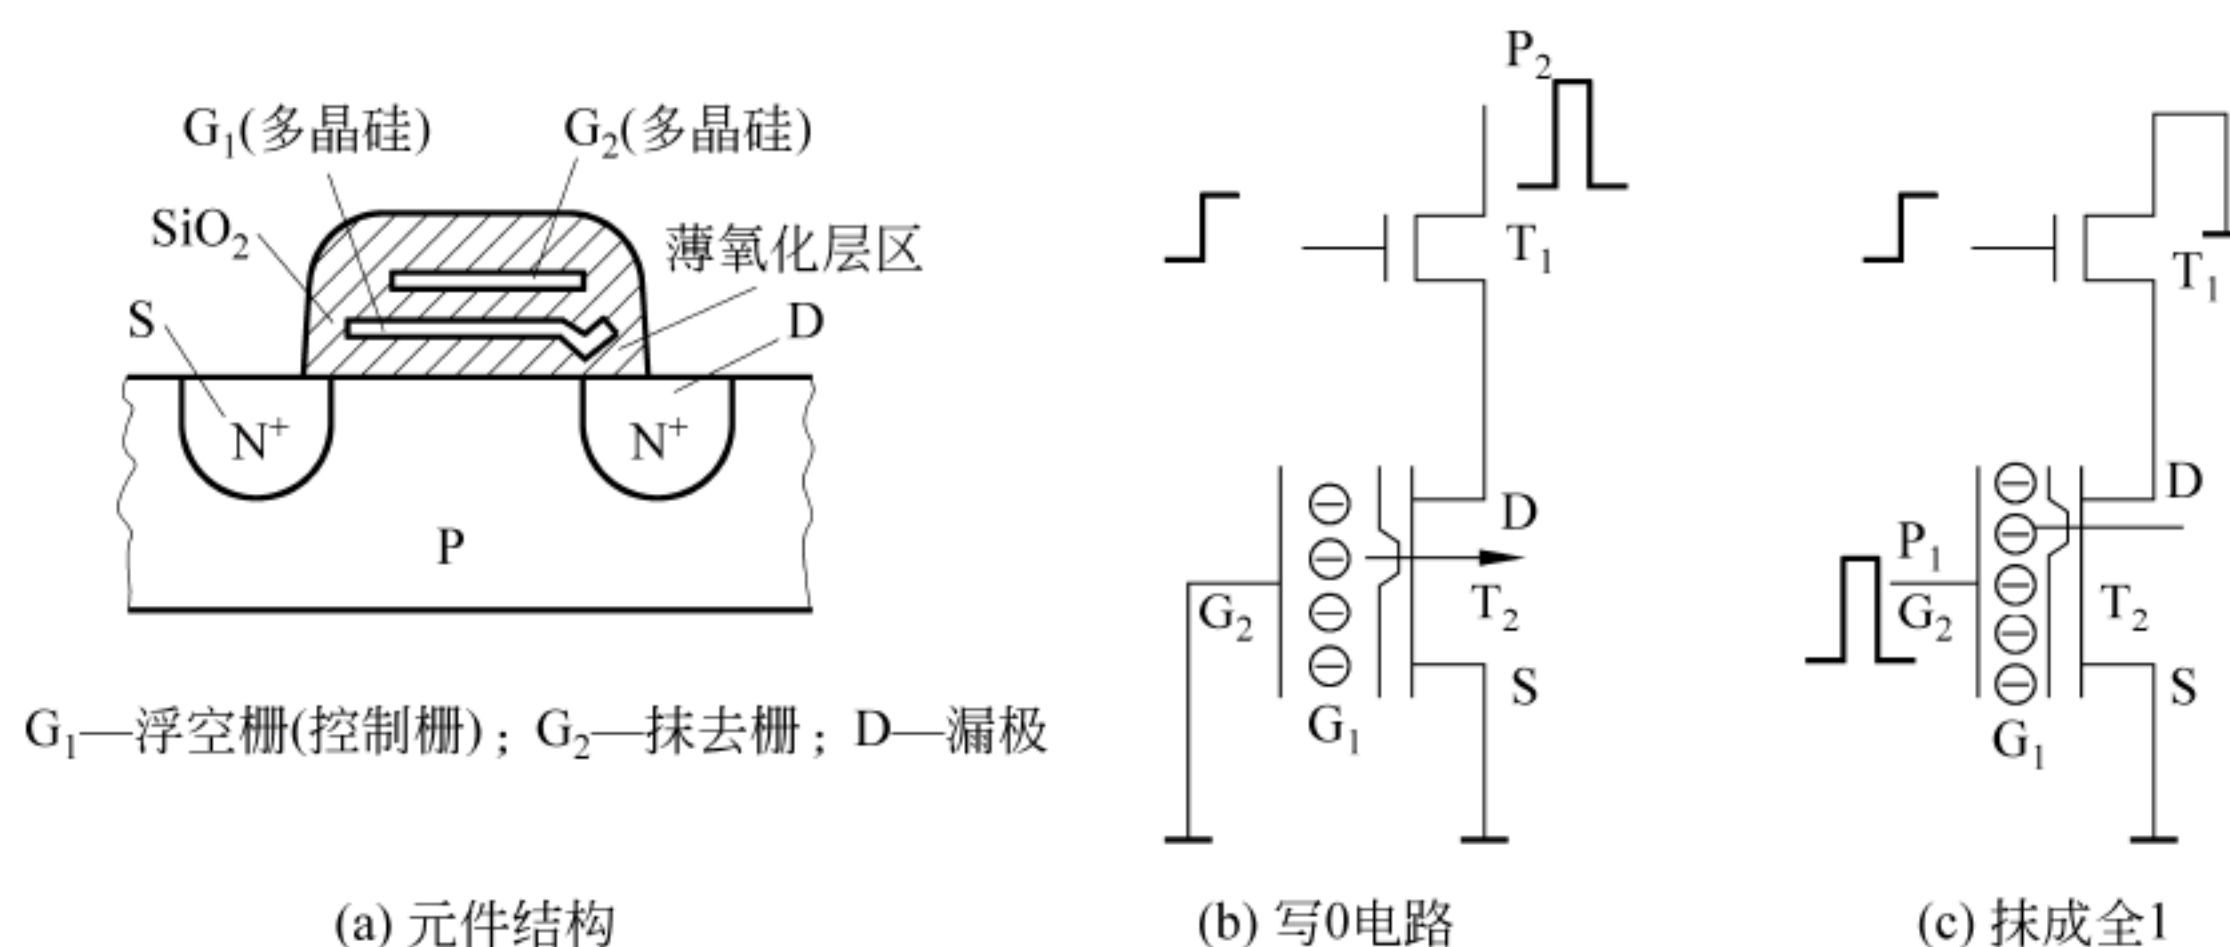 G₁(多晶硅)
G₂(多晶硅)
SiO₂
薄氧化层区
S
D
N⁺
N⁺
P
G₁—浮空栅(控制栅)；G₂—抹去栅；D—漏极
(a) 元件结构
P₂
T₁
D
G₂
T₂
S
G₁
(b) 写0电路
T₁
D
P₁
G₂
T₂
S
G₁
(c) 抹成全1